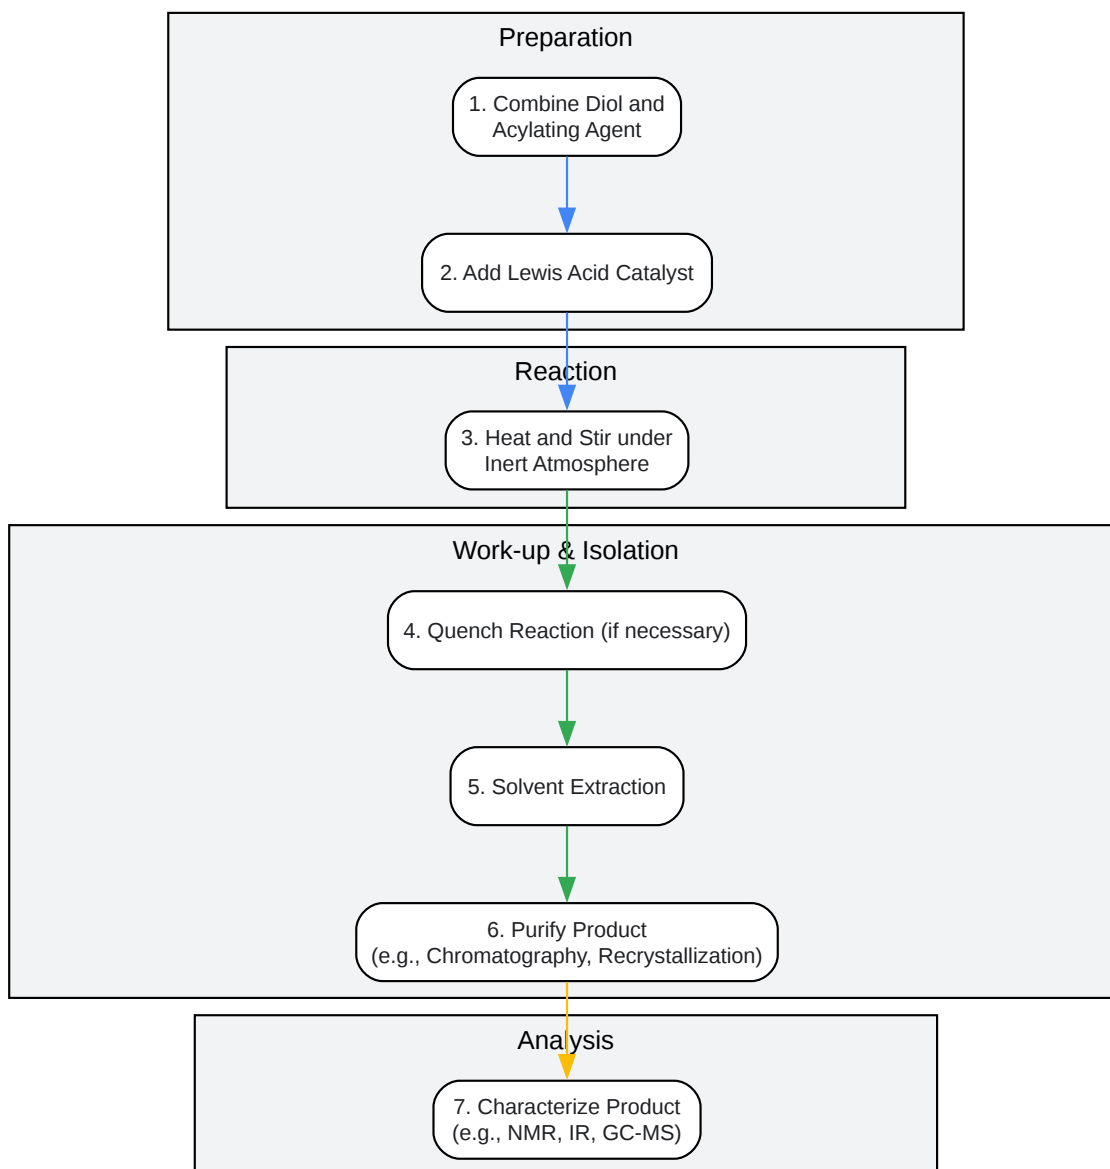 Preparation
1. Combine Diol and
Acylating Agent
2. Add Lewis Acid Catalyst
Reaction
3. Heat and Stir under
Inert Atmosphere
Work-up & Isolation
4. Quench Reaction (if necessary)
5. Solvent Extraction
6. Purify Product
(e.g., Chromatography, Recrystallization)
Analysis
7. Characterize Product
(e.g., NMR, IR, GC-MS)